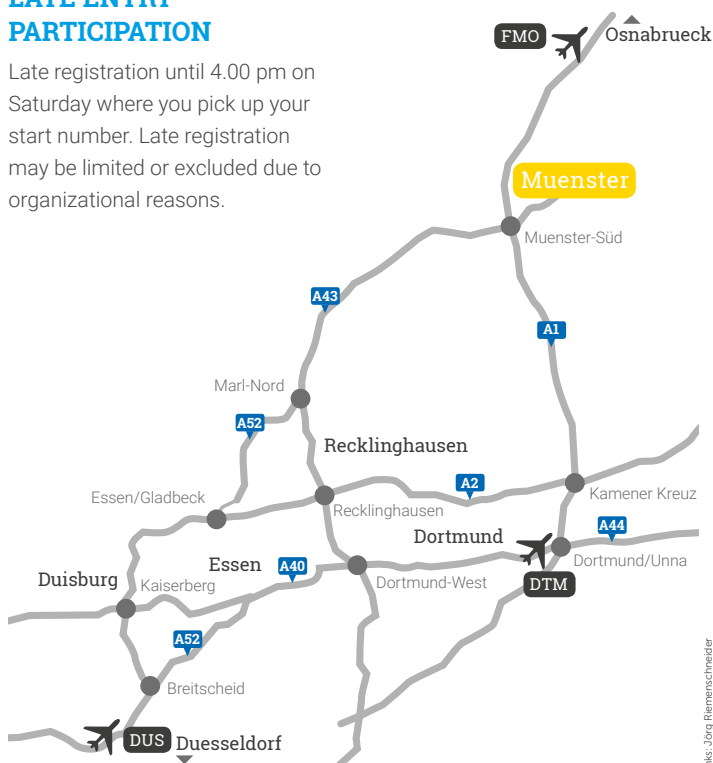 LATE ENTRY
PARTICIPATION
Late registration until 4.00 pm on
Saturday where you pick up your
start number. Late registration
may be limited or excluded due to
organizational reasons.
FMO
Osnabrueck
Muenster
Muenster-Süd
A43
A1
Marl-Nord
A52
Recklinghausen
A2
Essen/Gladbeck
Recklinghausen
Kamener Kreuz
A44
Dortmund
Dortmund/Unna
Essen
A40
Duisburg
Kaiserberg
Dortmund-West
DTM
A52
Breitscheid
DUS
Duesseldorf
Jörg Riemenschneider